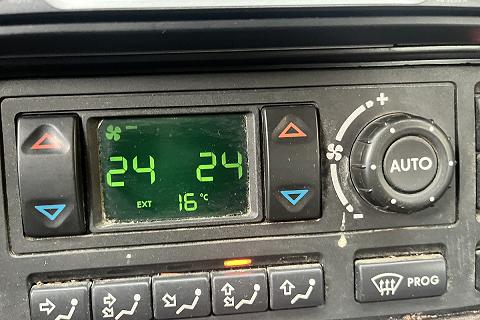 24 24
EXT 16 °C
AUTO
+
-
PROG